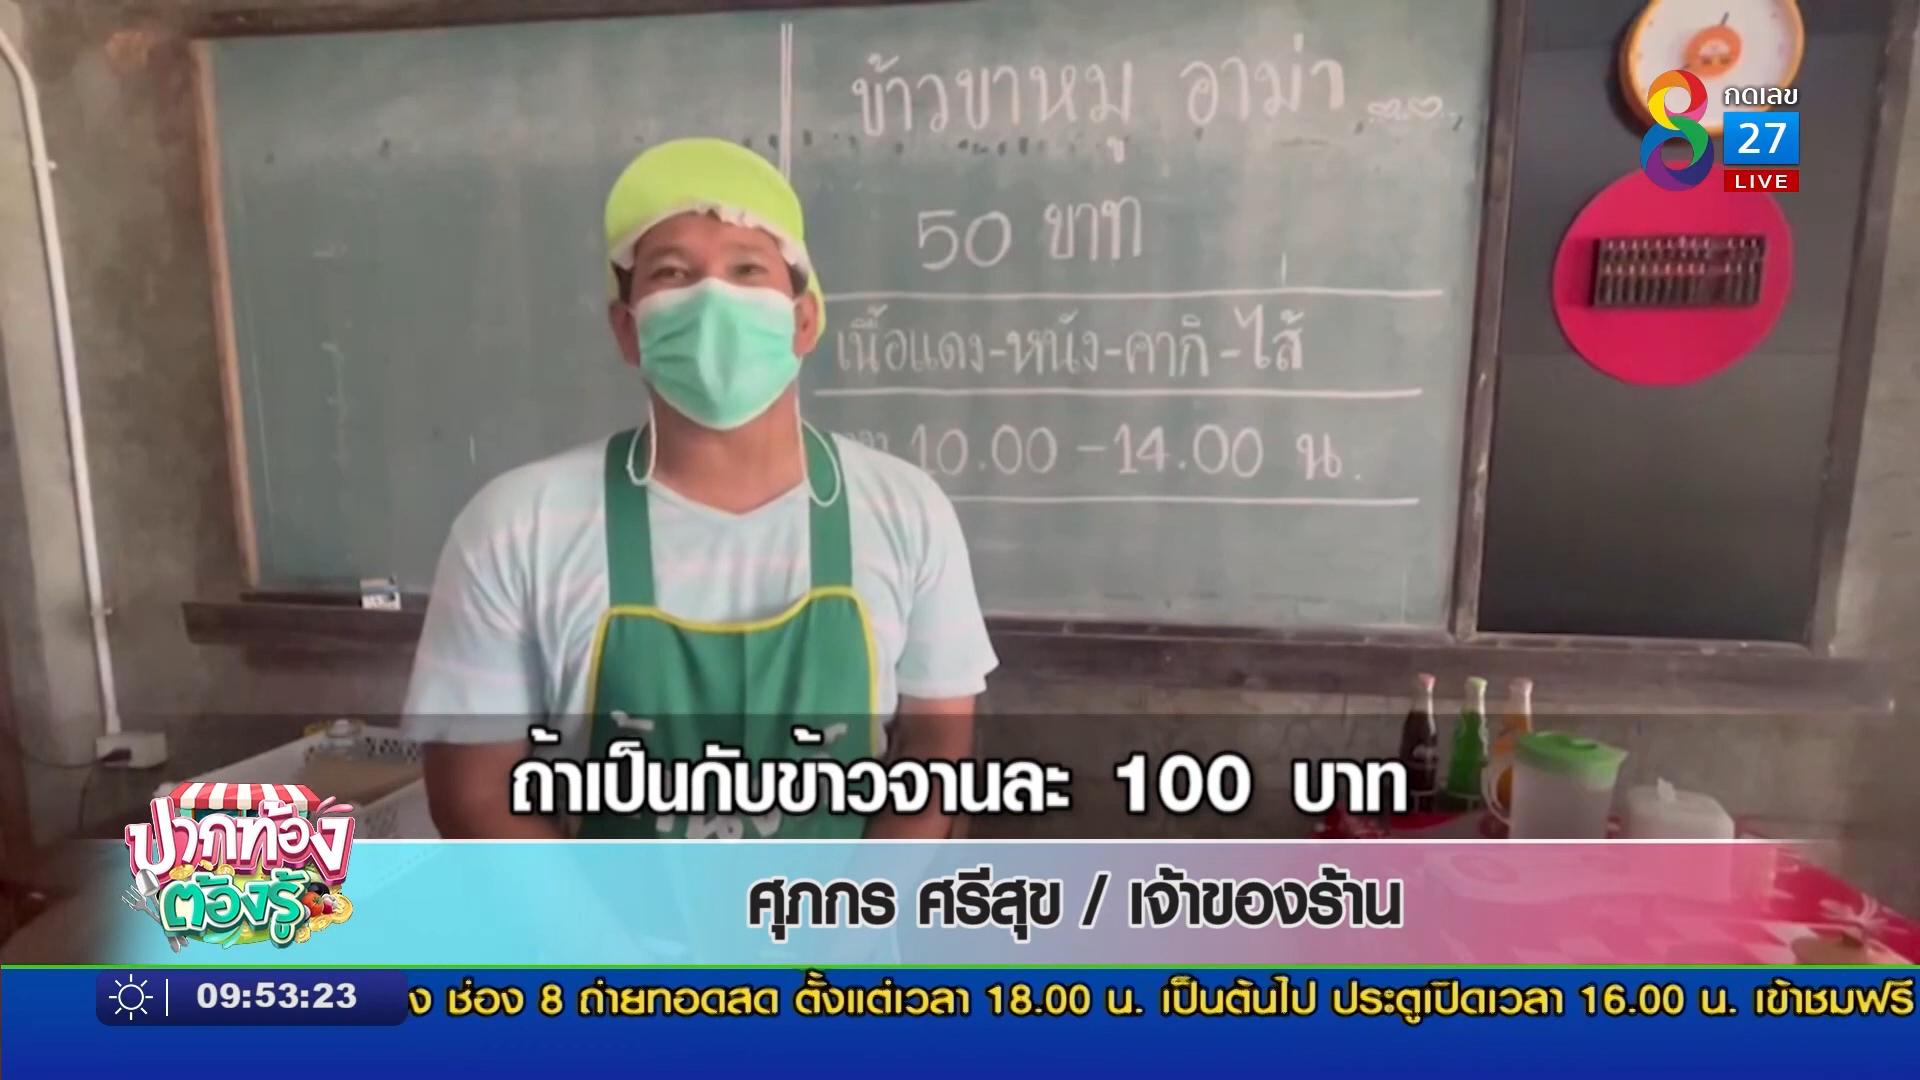 ข้าวขาหมู อาม่า
50 บาท
เนื้อแดง-หนัง-คากิ-ไส้
10.00-14.00 น.
กดเลข
27
LIVE
ถ้าเป็นกับข้าวจานละ 100 บาท
ปากท้อง
ต้องรู้
ศุภกร ศรีสุข / เจ้าของร้าน
09:53:23
ง ช่อง 8 ถ่ายทอดสด ตั้งแต่เวลา 18.00 น. เป็นต้นไป ประตูเปิดเวลา 16.00 น. เข้าชมฟรี